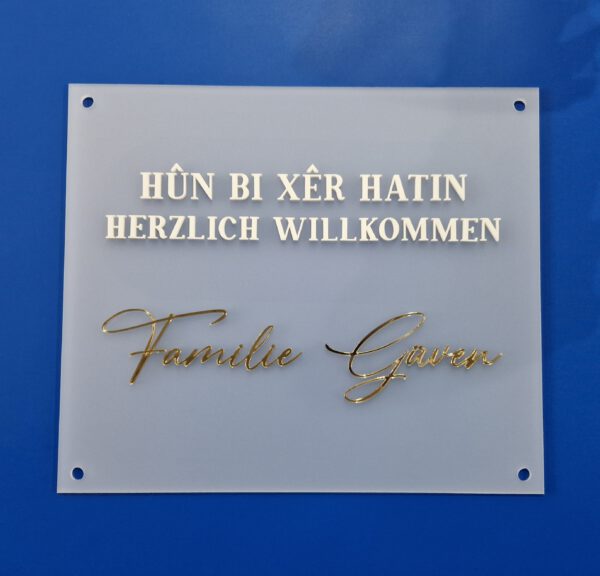 HÛN BI XÊR HATIN
HERZLICH WILLKOMMEN
Familie Gaven